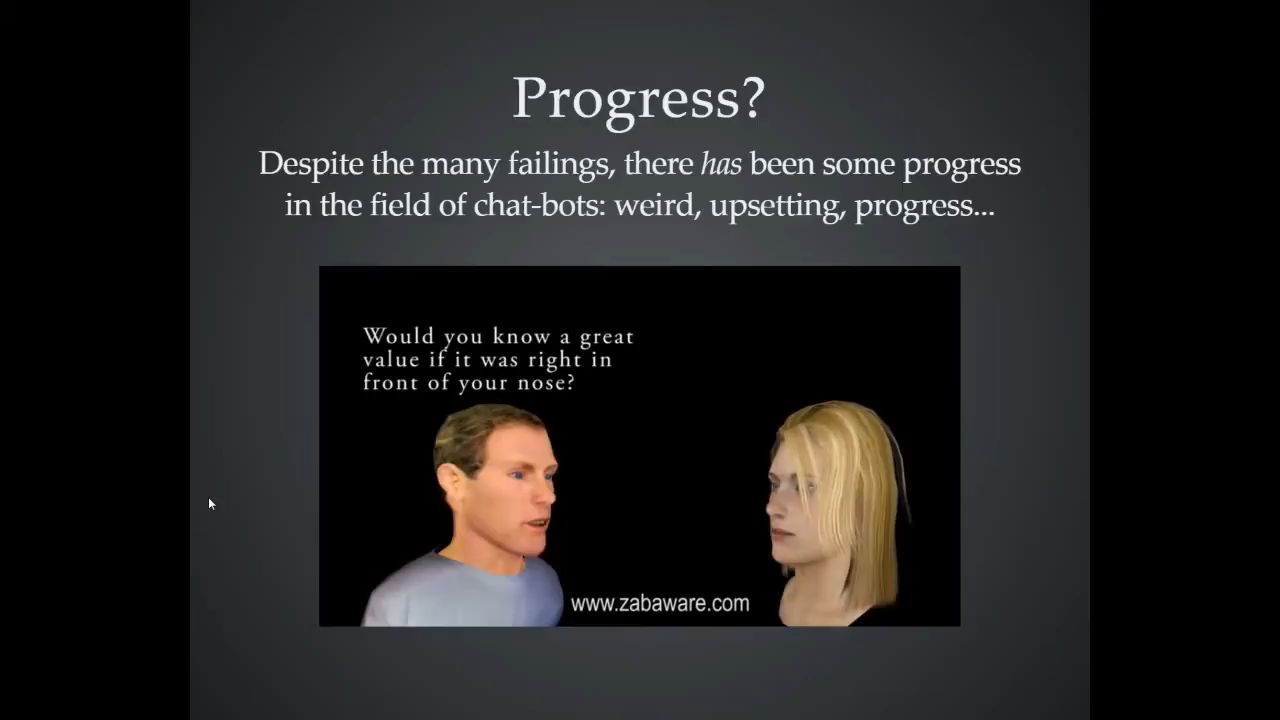 Progress?
Despite the many failings, there has been some progress
in the field of chat-bots: weird, upsetting, progress...
Would you know a great
value if it was right in
front of your nose?
www.zabaware.com